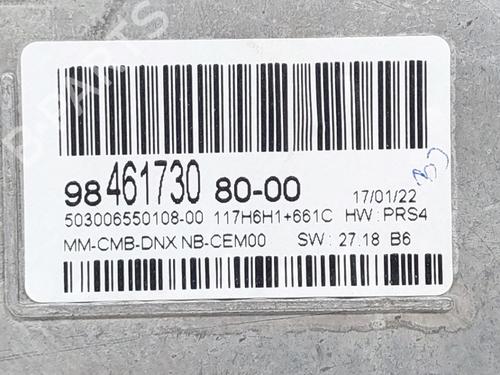 B-PARTS
98 461730 80-00 17/01/22
503006550108-00 117H6H1+661C HW : PRS4
MM-CMB-DNX NB-CEM00 SW : 27.18 B6